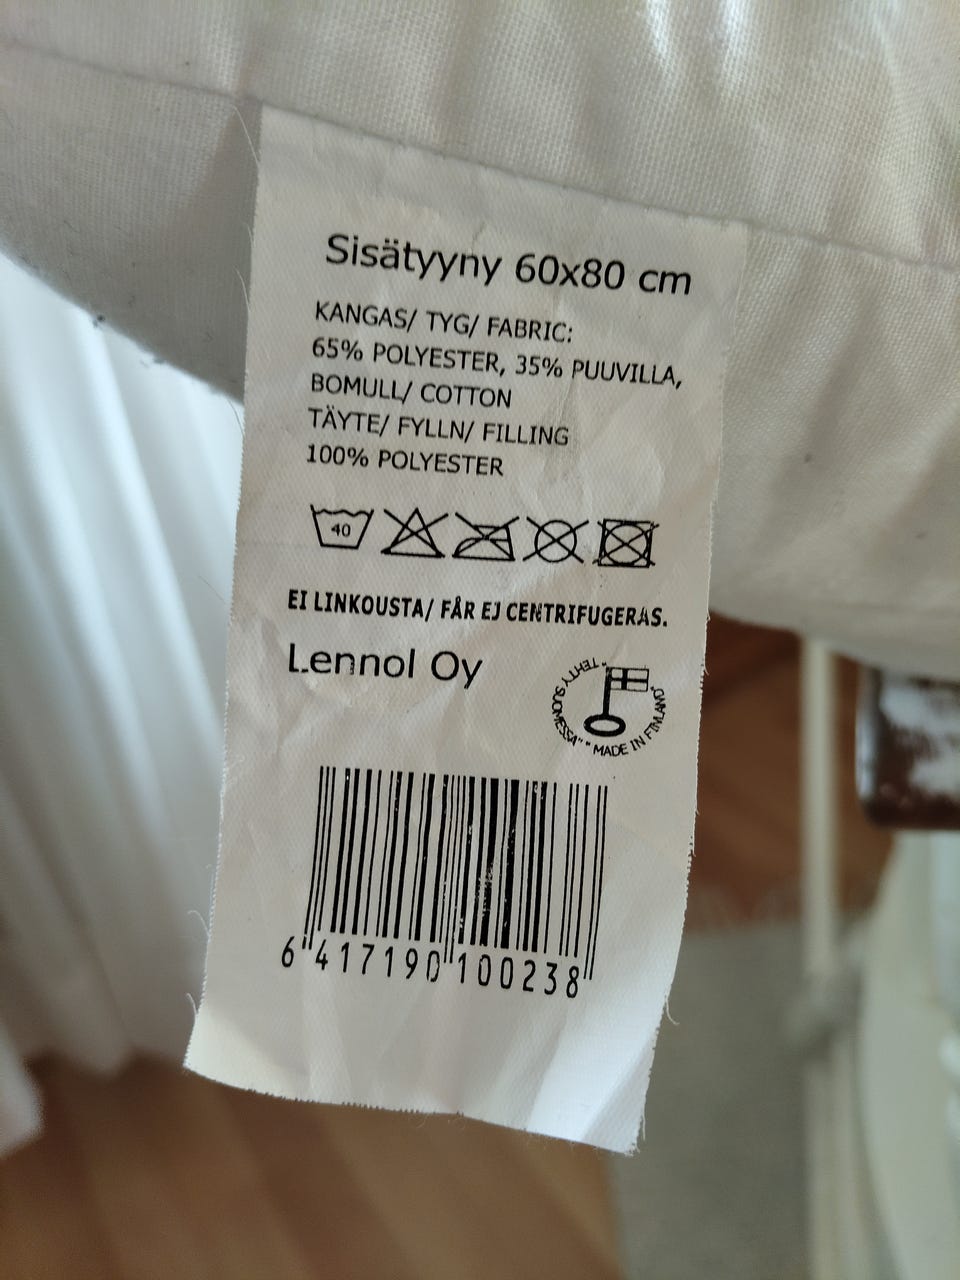 Sisätyyny 60x80 cm
KANGAS/ TYG/ FABRIC:
65% POLYESTER, 35% PUUVILLA,
BOMULL/ COTTON
TÄYTE/ FYLLN/ FILLING
100% POLYESTER
40
EI LINKOUSTA/ FÅR EJ CENTRIFUGERAS.
Lennol Oy
"TEHTY SUOMESSA" "MADE IN FINLAND"
6 417190 100238